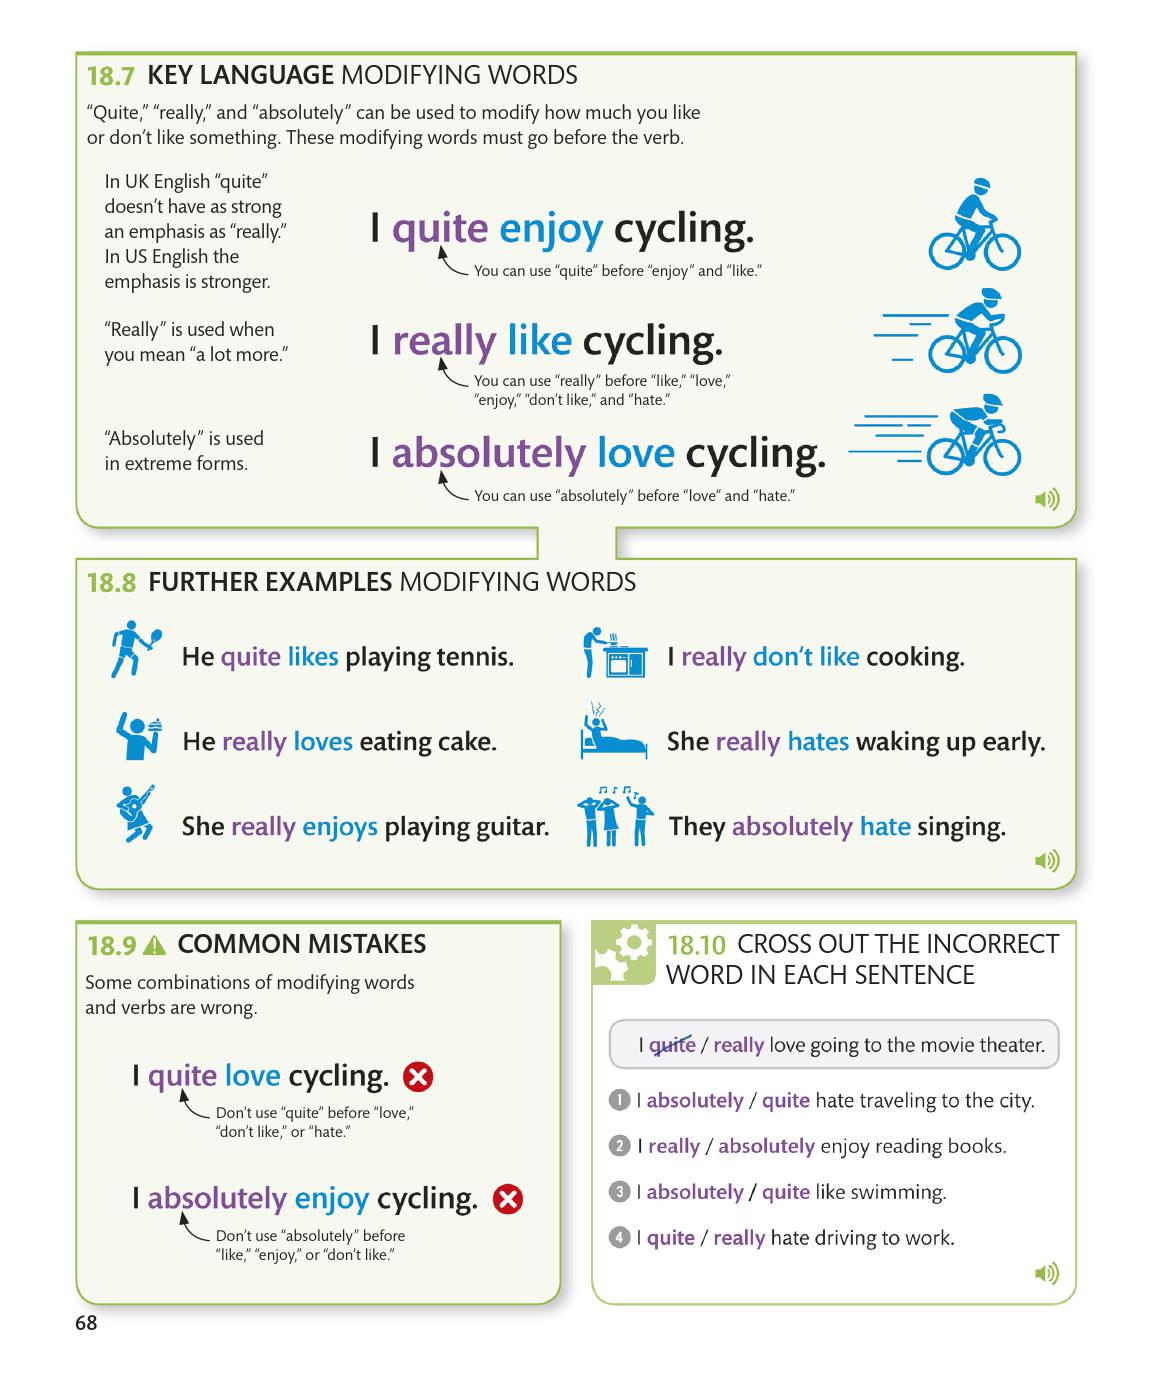 18.7 KEY LANGUAGE MODIFYING WORDS
“Quite,” “really,” and “absolutely” can be used to modify how much you like
or don’t like something. These modifying words must go before the verb.
In UK English “quite”
doesn’t have as strong
an emphasis as “really.”
In US English the
emphasis is stronger.
I quite enjoy cycling.
You can use “quite” before “enjoy” and “like.”
“Really” is used when
you mean “a lot more.”
I really like cycling.
You can use “really” before “like,” “love,”
“enjoy,” “don’t like,” and “hate.”
“Absolutely” is used
in extreme forms.
I absolutely love cycling.
You can use “absolutely” before “love” and “hate.”
18.8 FURTHER EXAMPLES MODIFYING WORDS
He quite likes playing tennis.
He really loves eating cake.
She really enjoys playing guitar.
I really don’t like cooking.
She really hates waking up early.
They absolutely hate singing.
18.9 COMMON MISTAKES
Some combinations of modifying words
and verbs are wrong.
I quite love cycling.
Don’t use “quite” before “love,”
“don’t like,” or “hate.”
I absolutely enjoy cycling.
Don’t use “absolutely” before
“like,” “enjoy,” or “don’t like.”
18.10 CROSS OUT THE INCORRECT
WORD IN EACH SENTENCE
I quite / really love going to the movie theater.
1 I absolutely / quite hate traveling to the city.
2 I really / absolutely enjoy reading books.
3 I absolutely / quite like swimming.
4 I quite / really hate driving to work.
68